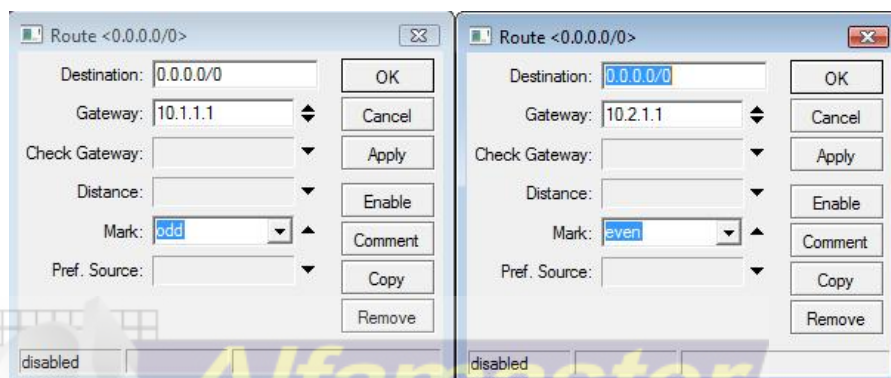 Route <0.0.0.0/0>
Destination: 0.0.0.0/0
OK
Gateway: 10.1.1.1
Cancel
Check Gateway:
Apply
Distance:
Enable
Mark: odd
Comment
Pref. Source:
Copy
Remove
disabled
Route <0.0.0.0/0>
Destination: 0.0.0.0/0
OK
Gateway: 10.2.1.1
Cancel
Check Gateway:
Apply
Distance:
Enable
Mark: even
Comment
Pref. Source:
Copy
Remove
disabled